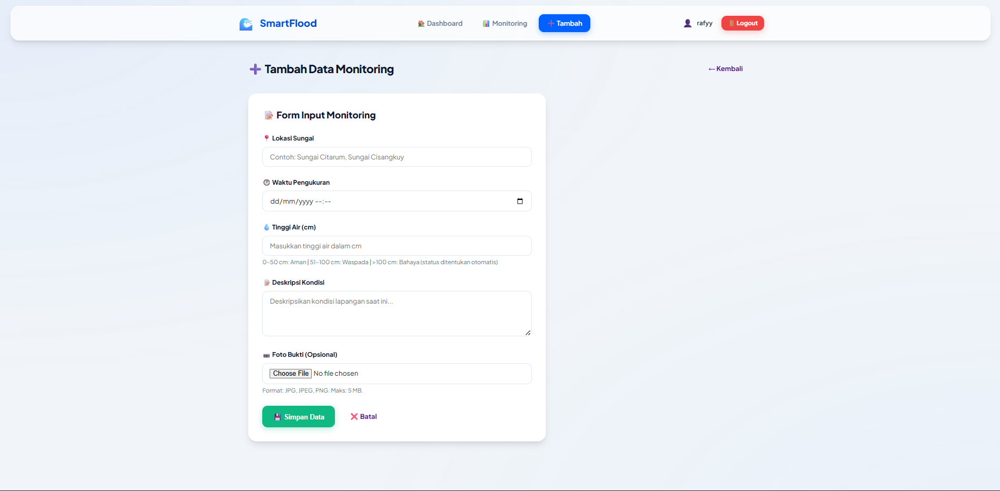 SmartFlood
Dashboard
Monitoring
Tambah
rafyy
Logout
Tambah Data Monitoring
← Kembali
Form Input Monitoring
Lokasi Sungai
Contoh: Sungai Citarum, Sungai Cisangkuy
Waktu Pengukuran
dd/mm/yyyy --:--
Tinggi Air (cm)
Masukkan tinggi air dalam cm
0–50 cm: Aman | 51–100 cm: Waspada | >100 cm: Bahaya (status ditentukan otomatis)
Deskripsi Kondisi
Deskripsikan kondisi lapangan saat ini...
Foto Bukti (Opsional)
Choose File No file chosen
Format: JPG, JPEG, PNG. Maks: 5 MB.
Simpan Data
Batal